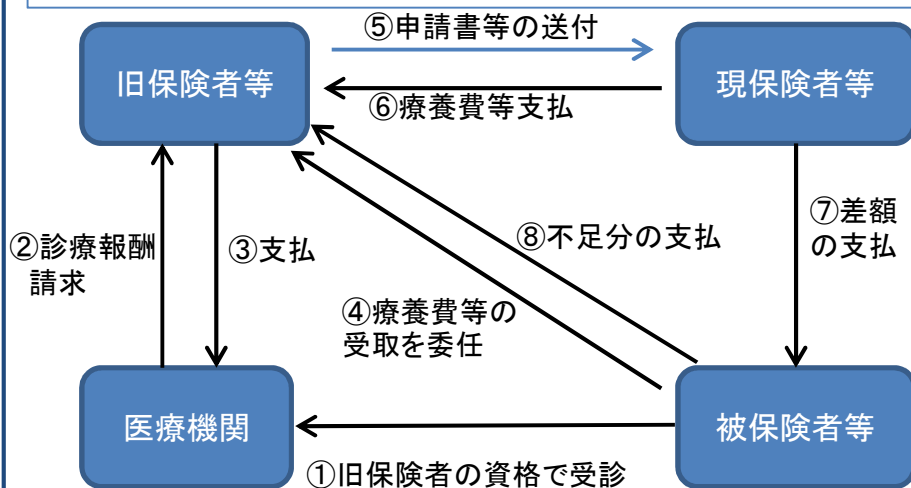 ⑤申請書等の送付
旧保険者等
現保険者等
⑥療養費等支払
②診療報酬
請求
③支払
⑧不足分の支払
⑦差額
の支払
④療養費等の
受取を委任
医療機関
被保険者等
①旧保険者の資格で受診